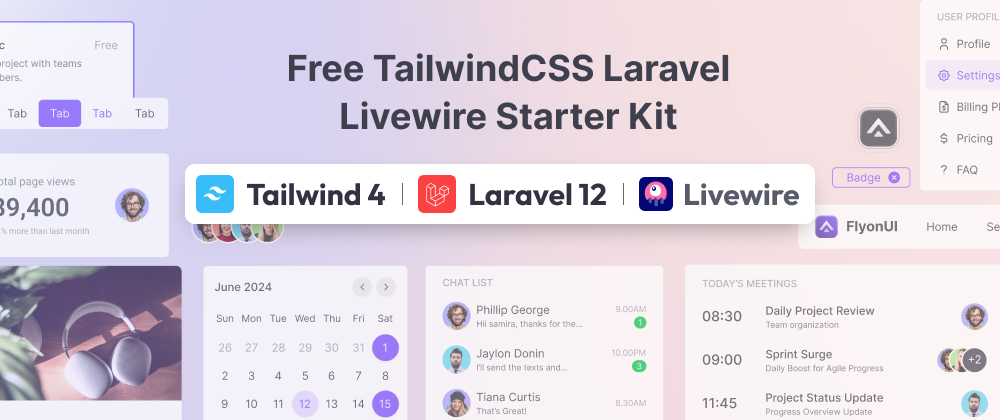 Free
project with teams
Tab Tab Tab Tab
total page views
39,400
% more than last month
Free TailwindCSS Laravel
Livewire Starter Kit
Tailwind 4 | Laravel 12 | Livewire
USER PROFIL
Profile
Settings
Billing Pl
Pricing
FAQ
Badge
FlyonUI Home Se
June 2024
Sun Mon Tue Wed Thu Fri Sat
26 27 28 29 30 31 1
2 3 4 5 6 7 8
9 10 11 12 13 14 15
CHAT LIST
Phillip George 9.00AM
Hii samira, thanks for the... 1
Jaylon Donin 10.00PM
I'll send the texts and... 3
Tiana Curtis 8.30AM
That's Great!
TODAY'S MEETINGS
08:30 Daily Project Review
Team organization
09:00 Sprint Surge +2
Daily Boost for Agile Progress
11:45 Project Status Update
Progress Overview Update